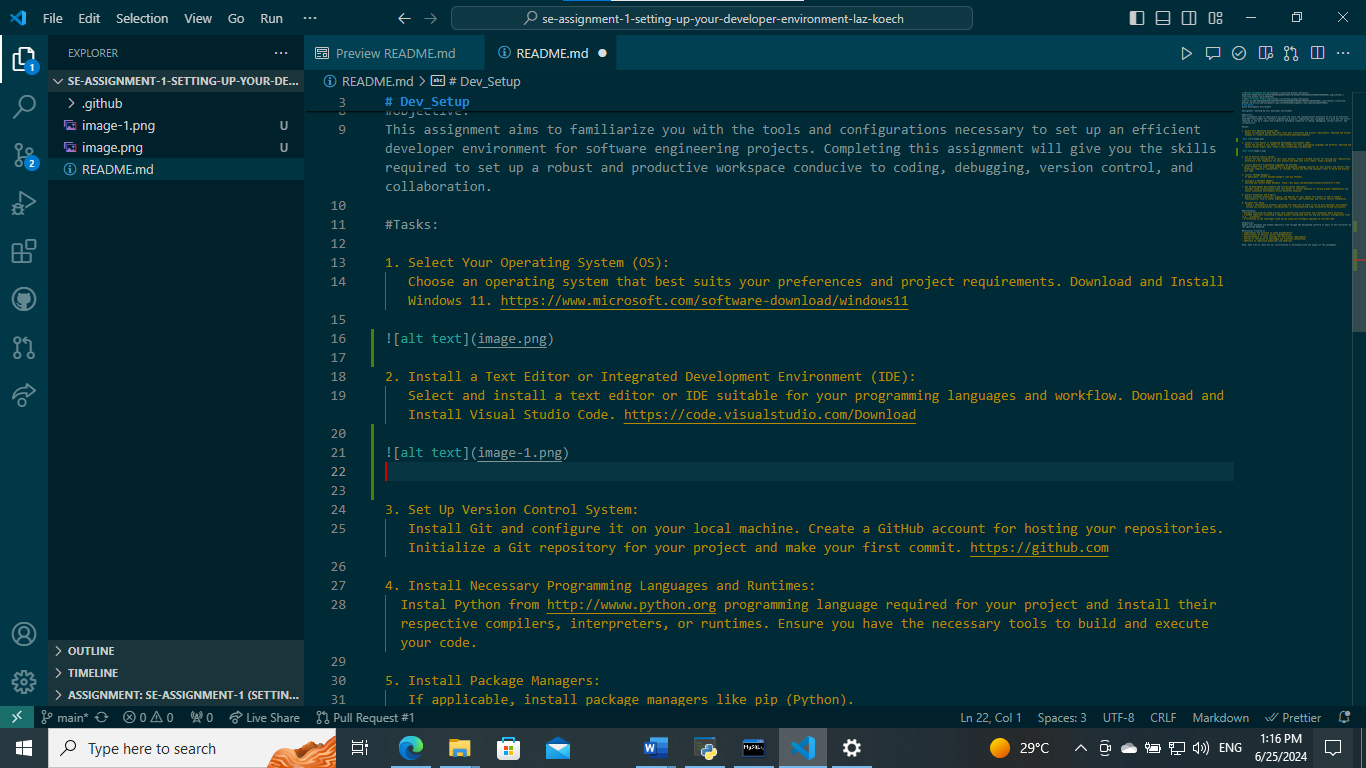 File Edit Selection View Go Run ··· se-assignment-1-setting-up-your-developer-environment-laz-koech
EXPLORER ···
1
SE-ASSIGNMENT-1-SETTING-UP-YOUR-DE...
.github
image-1.png U
image.png U
README.md
2
OUTLINE
TIMELINE
ASSIGNMENT: SE-ASSIGNMENT-1 (SETTIN...
Preview README.md README.md
README.md > # Dev_Setup
3 # Dev_Setup
8 #Objective:
9 This assignment aims to familiarize you with the tools and configurations necessary to set up an efficient
developer environment for software engineering projects. Completing this assignment will give you the skills
required to set up a robust and productive workspace conducive to coding, debugging, version control, and
collaboration.
10
11 #Tasks:
12
13 1. Select Your Operating System (OS):
14 Choose an operating system that best suits your preferences and project requirements. Download and Install
Windows 11. https://www.microsoft.com/software-download/windows11
15
16 ![alt text](image.png)
17
18 2. Install a Text Editor or Integrated Development Environment (IDE):
19 Select and install a text editor or IDE suitable for your programming languages and workflow. Download and
Install Visual Studio Code. https://code.visualstudio.com/Download
20
21 ![alt text](image-1.png)
22
23
24 3. Set Up Version Control System:
25 Install Git and configure it on your local machine. Create a GitHub account for hosting your repositories.
Initialize a Git repository for your project and make your first commit. https://github.com
26
27 4. Install Necessary Programming Languages and Runtimes:
28 Instal Python from http://wwww.python.org programming language required for your project and install their
respective compilers, interpreters, or runtimes. Ensure you have the necessary tools to build and execute
your code.
29
30 5. Install Package Managers:
31 If applicable, install package managers like pip (Python).
main* 0 0 0 Live Share Pull Request #1 Ln 22, Col 1 Spaces: 3 UTF-8 CRLF Markdown Prettier
Type here to search 29°C ENG 1:16 PM
6/25/2024